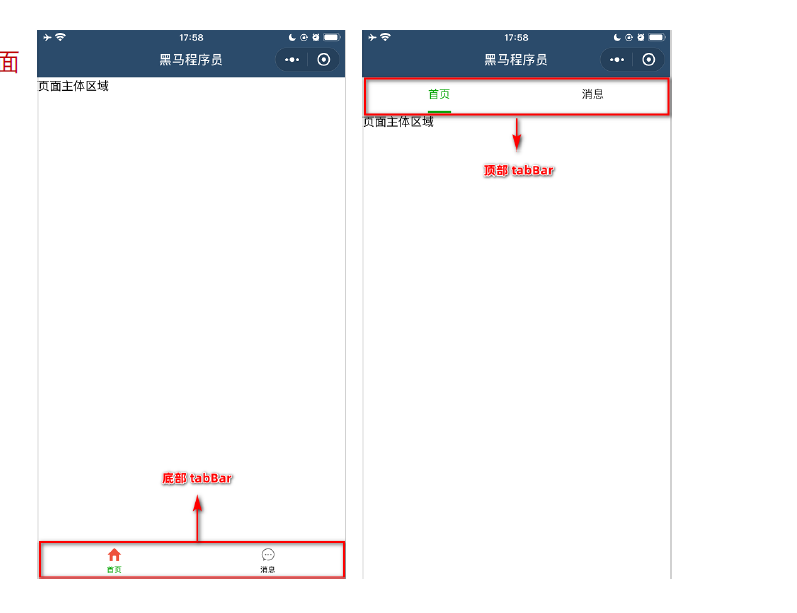 面
17:58
黑马程序员
页面主体区域
底部 tabBar
首页
消息
17:58
黑马程序员
首页
消息
页面主体区域
顶部 tabBar